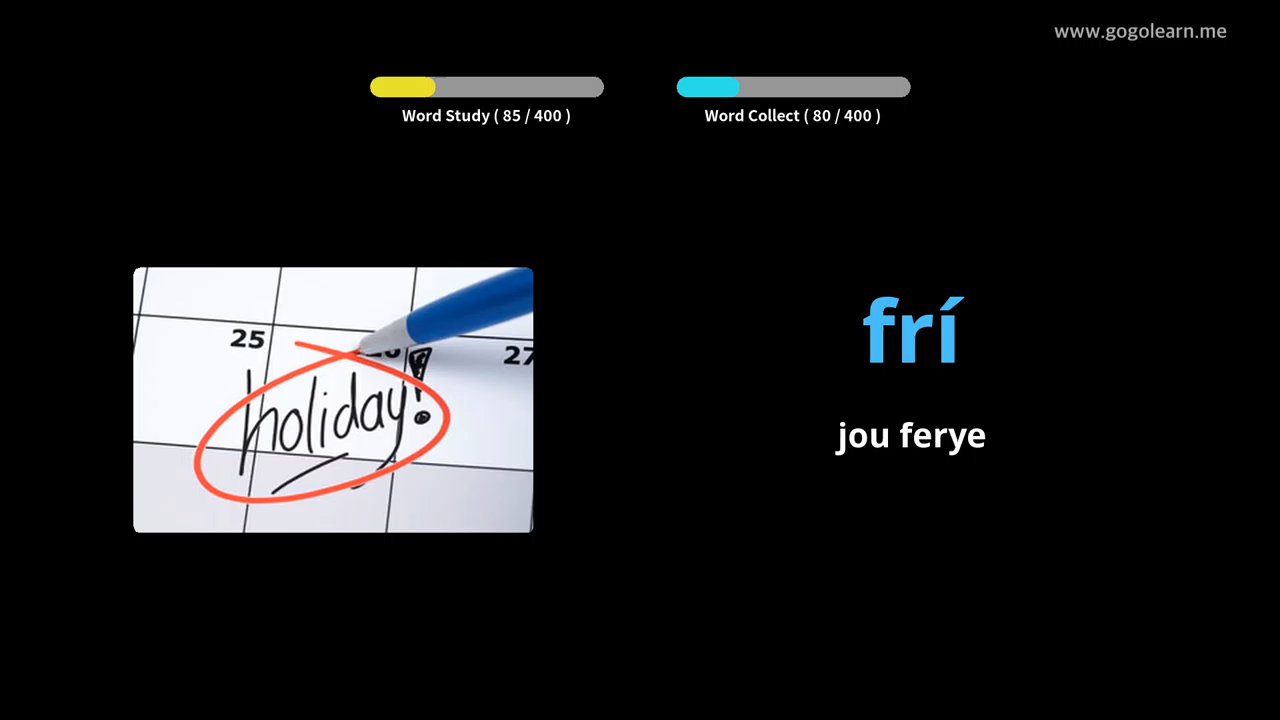 www.gogolearn.me
Word Study ( 85 / 400 )
Word Collect ( 80 / 400 )
25
27
holiday!
frí
jou ferye